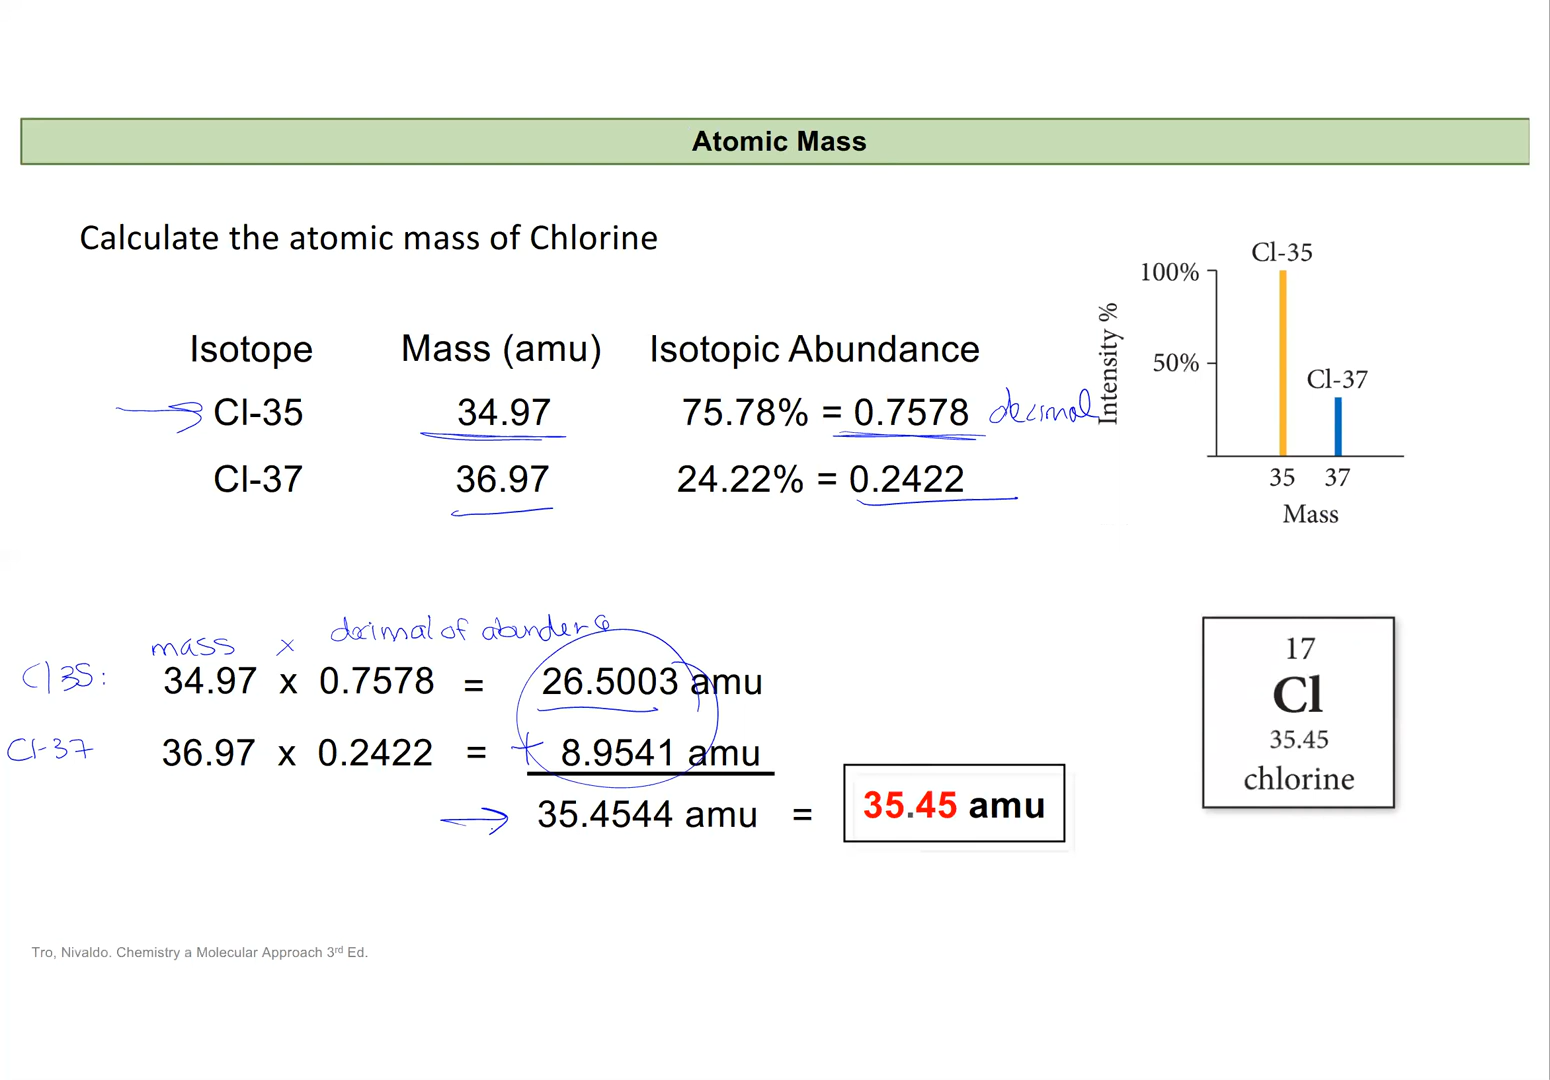 Atomic Mass
Calculate the atomic mass of Chlorine
Isotope Mass (amu) Isotopic Abundance
Cl-35 34.97 75.78% = 0.7578 decimal
Cl-37 36.97 24.22% = 0.2422
Cl-35
100%
50%
Cl-37
Intensity %
35 37
Mass
mass x decimal of abundance
Cl 35: 34.97 x 0.7578 = 26.5003 amu
Cl-37 36.97 x 0.2422 = + 8.9541 amu
35.4544 amu = 35.45 amu
17
Cl
35.45
chlorine
Tro, Nivaldo. Chemistry a Molecular Approach 3rd Ed.